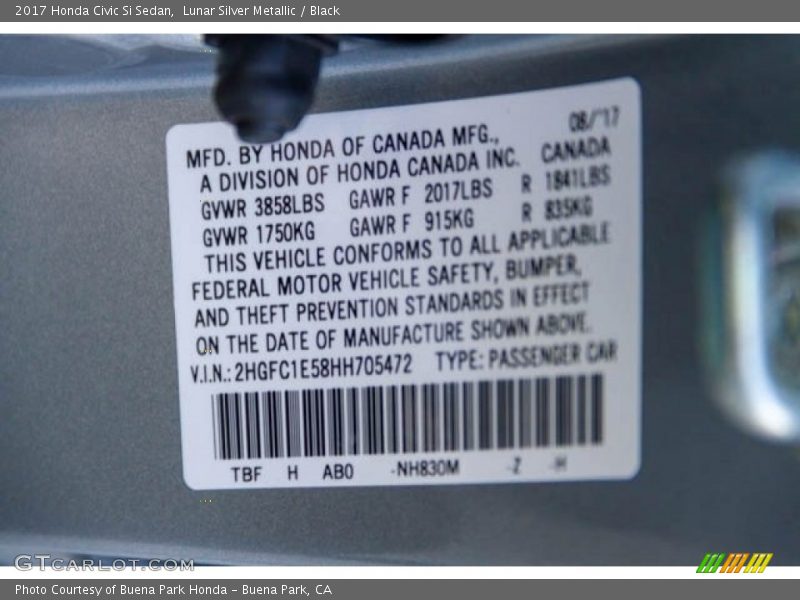 2017 Honda Civic Si Sedan,  Lunar Silver Metallic / Black
MFD. BY HONDA OF CANADA MFG., 08/'17
A DIVISION OF HONDA CANADA INC. CANADA
GVWR 3858LBS GAWR F 2017LBS R 1841LBS
GVWR 1750KG GAWR F 915KG R 835KG
THIS VEHICLE CONFORMS TO ALL APPLICABLE
FEDERAL MOTOR VEHICLE SAFETY, BUMPER,
AND THEFT PREVENTION STANDARDS IN EFFECT
ON THE DATE OF MANUFACTURE SHOWN ABOVE.
V.I.N.: 2HGFC1E58HH705472 TYPE: PASSENGER CAR
TBF H AB0 -NH830M -Z -H
GTCARLOT.COM
Photo Courtesy of Buena Park Honda – Buena Park, CA